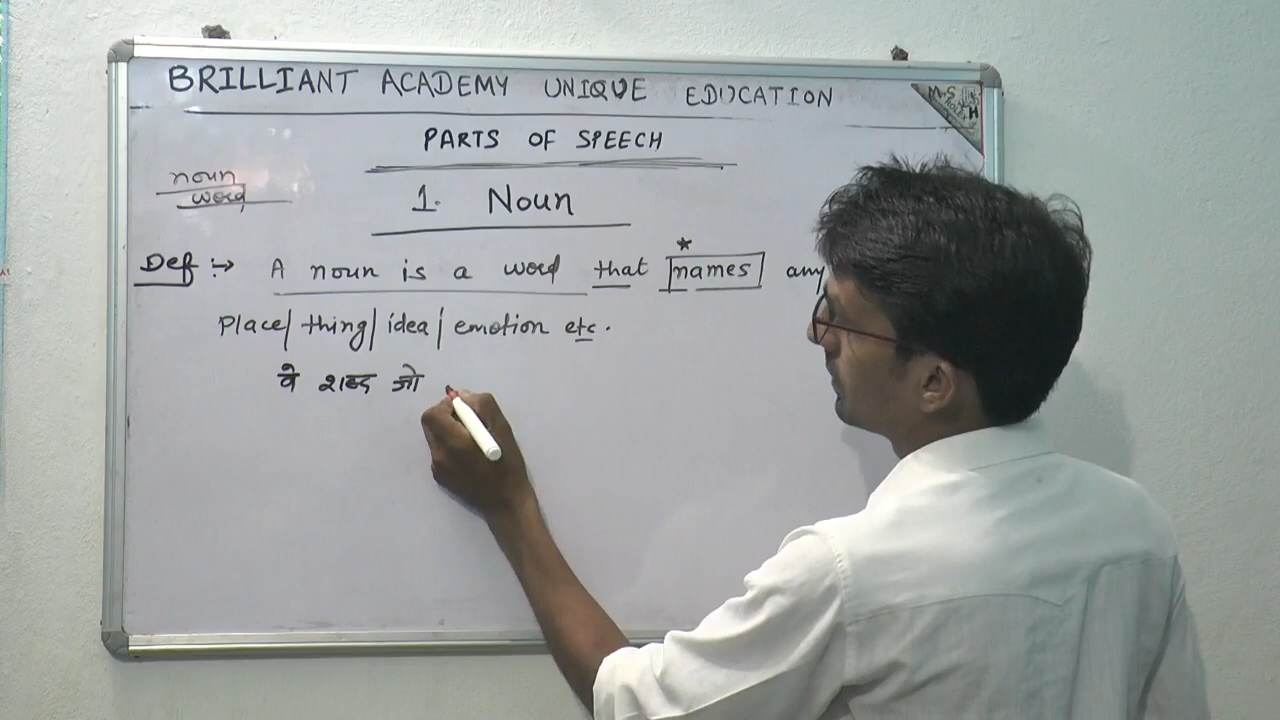 BRILLIANT ACADEMY UNIQUE EDUCATION
M.S
PARTS OF SPEECH
noun
word
1. Noun
Def :→ A noun is a word that names any
Place/ thing/ idea/ emotion etc.
वे शब्द जो